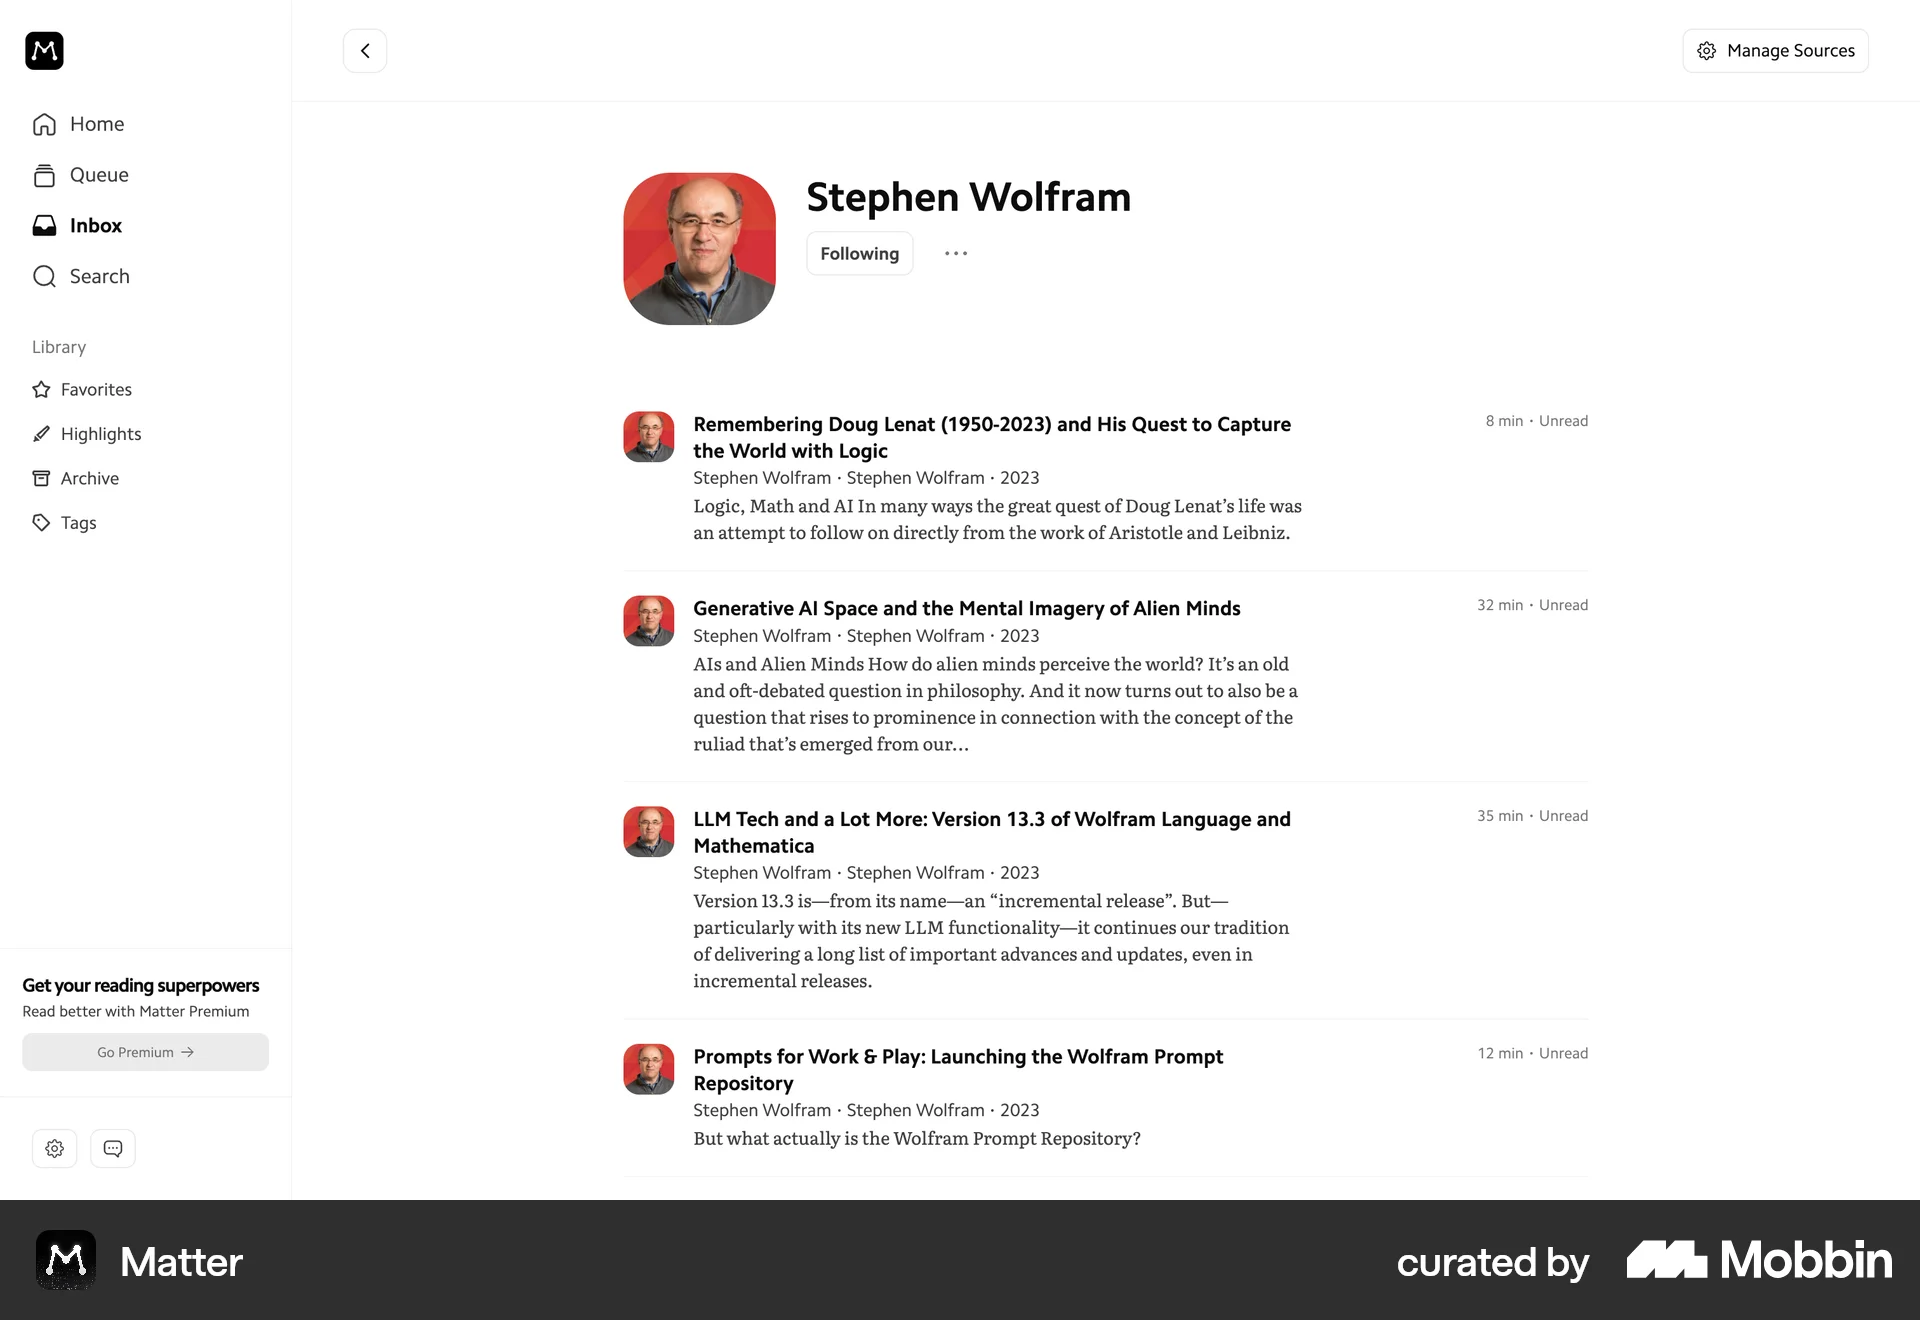 Home
Queue
Inbox
Search
Library
Favorites
Highlights
Archive
Tags
Get your reading superpowers
Read better with Matter Premium
Go Premium →
Manage Sources
Stephen Wolfram
Following
Remembering Doug Lenat (1950-2023) and His Quest to Capture
the World with Logic
8 min · Unread
Stephen Wolfram · Stephen Wolfram · 2023
Logic, Math and AI In many ways the great quest of Doug Lenat’s life was
an attempt to follow on directly from the work of Aristotle and Leibniz.
Generative AI Space and the Mental Imagery of Alien Minds
32 min · Unread
Stephen Wolfram · Stephen Wolfram · 2023
AIs and Alien Minds How do alien minds perceive the world? It’s an old
and oft-debated question in philosophy. And it now turns out to also be a
question that rises to prominence in connection with the concept of the
ruliad that’s emerged from our…
LLM Tech and a Lot More: Version 13.3 of Wolfram Language and
Mathematica
35 min · Unread
Stephen Wolfram · Stephen Wolfram · 2023
Version 13.3 is—from its name—an “incremental release”. But—
particularly with its new LLM functionality—it continues our tradition
of delivering a long list of important advances and updates, even in
incremental releases.
Prompts for Work & Play: Launching the Wolfram Prompt
Repository
12 min · Unread
Stephen Wolfram · Stephen Wolfram · 2023
But what actually is the Wolfram Prompt Repository?
Matter
curated by
Mobbin